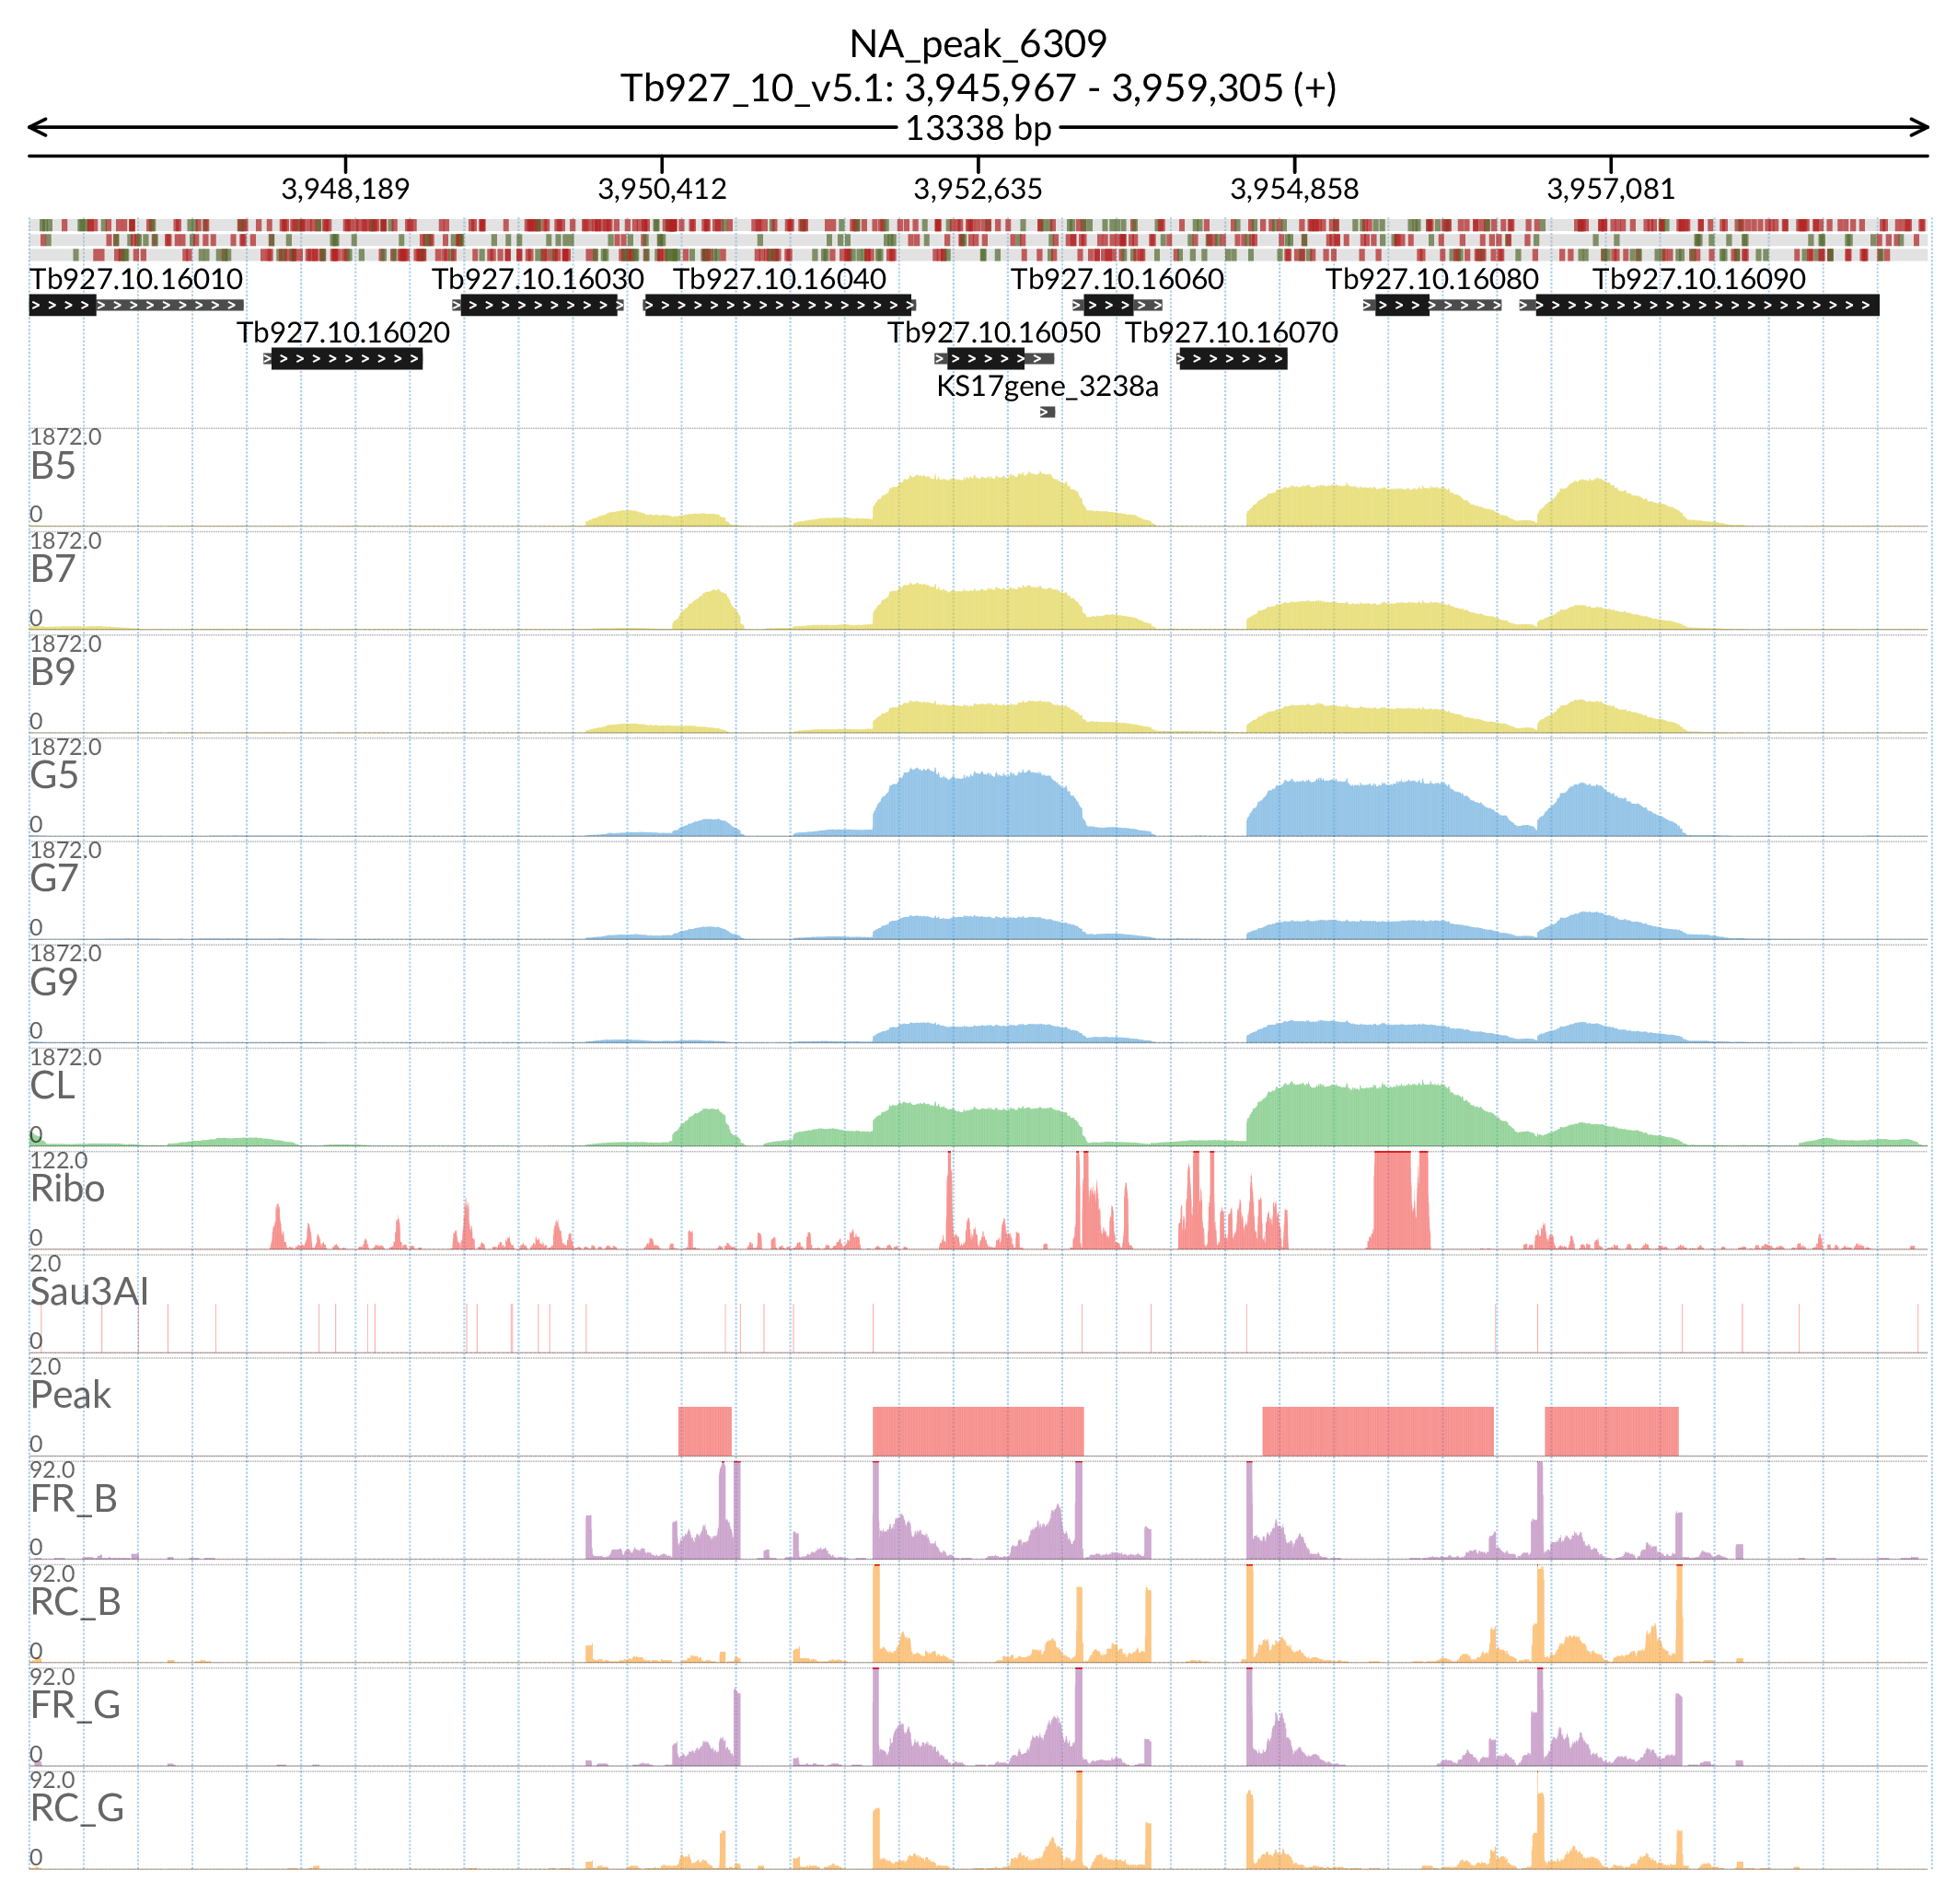 NA_peak_6309
Tb927_10_v5.1: 3,945,967 - 3,959,305 (+)
13338 bp
3,948,189 3,950,412 3,952,635 3,954,858 3,957,081
Tb927.10.16010 Tb927.10.16030 Tb927.10.16040 Tb927.10.16060 Tb927.10.16080 Tb927.10.16090
Tb927.10.16020 Tb927.10.16050 Tb927.10.16070
KS17gene_3238a
1872.0
B5
0
1872.0
B7
0
1872.0
B9
0
1872.0
G5
0
1872.0
G7
0
1872.0
G9
0
1872.0
CL
0
122.0
Ribo
0
2.0
Sau3AI
0
2.0
Peak
0
92.0
FR_B
0
92.0
RC_B
0
92.0
FR_G
0
92.0
RC_G
0